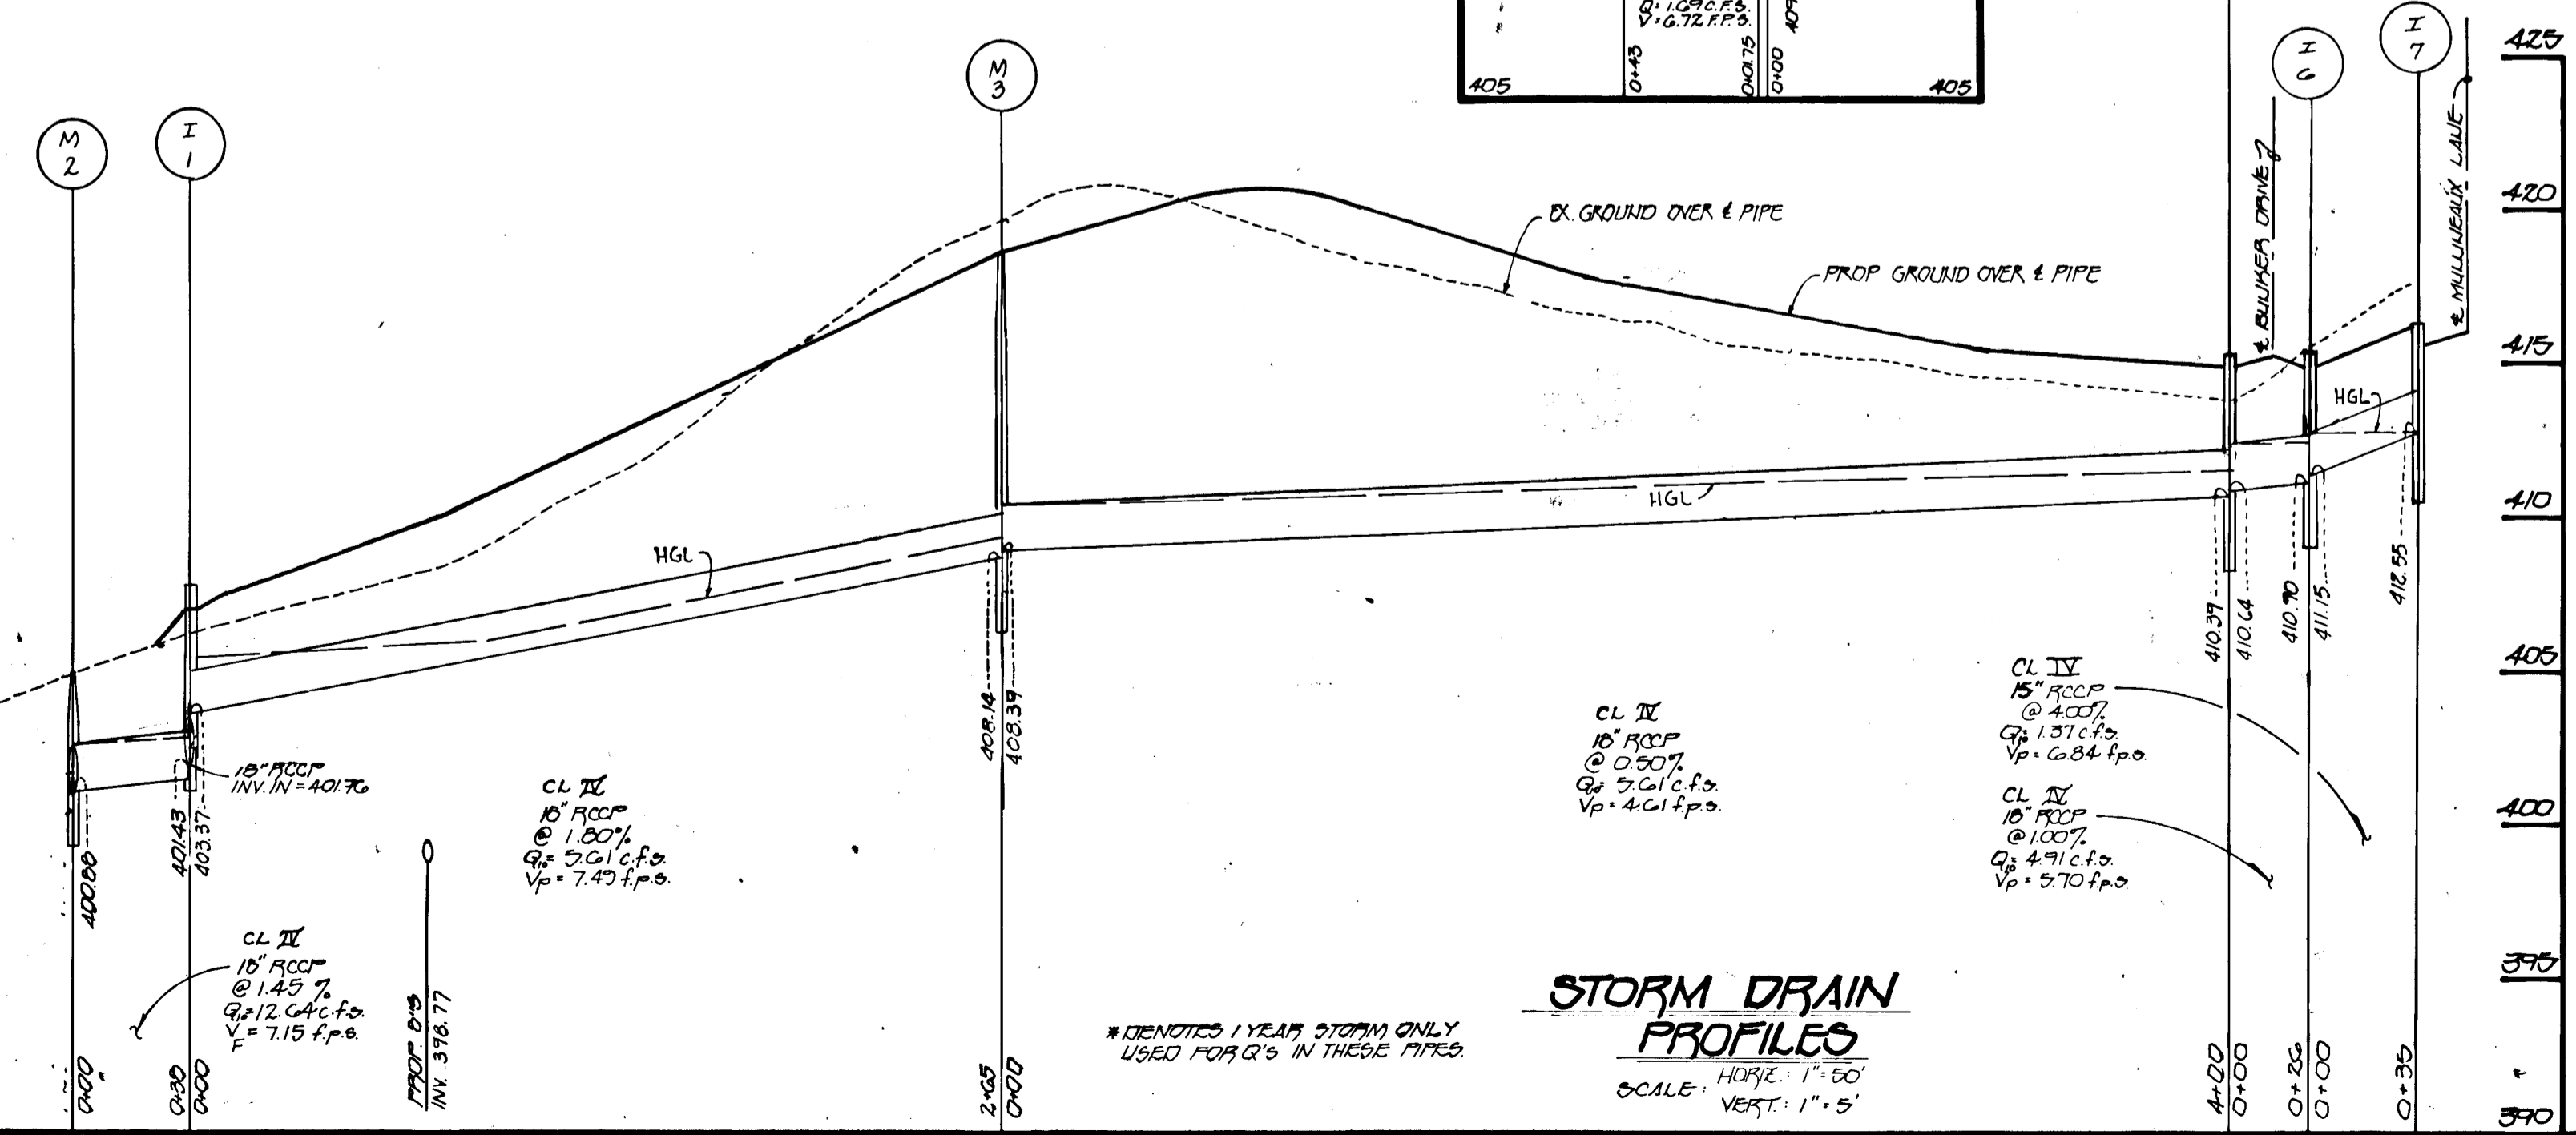 Q: 1.69 C.F.S.
V: 6.72 F.P.S.
409
0+43
0+01.75
0+00
405
405
M
2
I
1
M
3
I
6
I
7
425
420
415
410
405
400
395
390
℄ BUNKER DRIVE
℄ MULLINEAUX LANE
EX. GROUND OVER ℄ PIPE
PROP GROUND OVER ℄ PIPE
HGL
HGL
HGL
18" RCCP
INV. IN = 401.76
400.88
401.43
403.37
408.14
408.39
410.39
410.64
410.90
411.15
412.55
CL IV
18" RCCP
@ 1.45 %
Q10=12.64 c.f.s.
VF = 7.15 f.p.s.
CL IV
18" RCCP
@ 1.80%
Q10= 5.61 c.f.s.
Vp = 7.49 f.p.s.
CL IV
18" RCCP
@ 0.50%
Q10= 5.61 c.f.s.
Vp = 4.61 f.p.s.
CL IV
15" RCCP
@ 4.00%
Q10= 1.37 c.f.s.
Vp = 6.84 f.p.s.
CL IV
18" RCCP
@ 1.00%
Q10= 4.91 c.f.s.
Vp = 5.70 f.p.s.
PROP. 8"S
INV. 398.77
* DENOTES 1 YEAR STORM ONLY
USED FOR Q'S IN THESE PIPES.
STORM DRAIN
PROFILES
SCALE: HORIZ.: 1"=50'
VERT.: 1"=5'
0+00
0+38
0+00
2+65
0+00
4+00
0+00
0+26
0+00
0+35